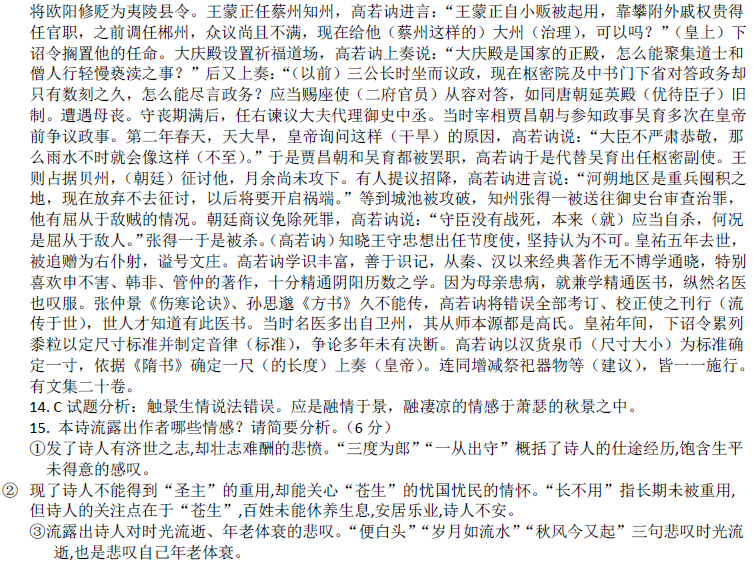 将欧阳修贬为夷陵县令。王蒙正任蔡州知州，高若讷进言：“王蒙正自小贩被起用，靠攀附外戚权贵得
任官职，之前调任郴州，众议尚且不满，现在给他（蔡州这样的）大州（治理），可以吗？”（皇上）下
诏令搁置他的任命。大庆殿设置祈福道场，高若讷上奏说：“大庆殿是国家的正殿，怎么能聚集道士和
僧人行轻慢亵渎之事？”后又上奏：“（以前）三公长时坐而议政，现在枢密院及中书门下省对答政务却
只有数刻之久，怎么能尽言政务？应当赐座使（二府官员）从容对答，如同唐朝延英殿（优待臣子）旧
制。遭遇母丧。守丧期满后，任右谏议大夫代理御史中丞。当时宰相贾昌朝与参知政事吴育多次在皇帝
前争议政事。第二年春天，天大旱，皇帝询问这样（干旱）的原因，高若讷说：“大臣不严肃恭敬，那
么雨水不时就会像这样（不至）。”于是贾昌朝和吴育都被罢职，高若讷于是代替吴育出任枢密副使。王
则占据贝州，（朝廷）征讨他，月余尚未攻下。有人提议招降，高若讷进言说：“河朔地区是重兵囤积之
地，现在放弃不去征讨，以后将要开启祸端。”等到城池被攻破，知州张得一被送往御史台审查治罪，
他有屈从于敌贼的情况。朝廷商议免除死罪，高若讷说：“守臣没有战死，本来（就）应当自杀，何况
是屈从于敌人。”张得一于是被杀。（高若讷）知晓王守忠想出任节度使，坚持认为不可。皇祐五年去世，
被追赠为右仆射，谥号文庄。高若讷学识丰富，善于识记，从秦、汉以来经典著作无不博学通晓，特别
喜欢申不害、韩非、管仲的著作，十分精通阴阳历数之学。因为母亲患病，就兼学精通医书，纵然名医
也叹服。张仲景《伤寒论诀》、孙思邈《方书》久不能传，高若讷将错误全部考订、校正使之刊行（流
传于世），世人才知道有此医书。当时名医多出自卫州，其从师本源都是高氏。皇祐年间，下诏令累列
黍粒以定尺寸标准并制定音律（标准），争论多年未有决断。高若讷以汉货泉币（尺寸大小）为标准确
定一寸，依据《隋书》确定一尺（的长度）上奏（皇帝）。连同增减祭祀器物等（建议），皆一一施行。
有文集二十卷。
14. C 试题分析：触景生情说法错误。应是融情于景，融凄凉的情感于萧瑟的秋景之中。
15. 本诗流露出作者哪些情感？请简要分析。（6 分）
①发了诗人有济世之志,却壮志难酬的悲愤。“三度为郎”“一从出守”概括了诗人的仕途经历,饱含生平
未得意的感叹。
② 现了诗人不能得到“圣主”的重用,却能关心“苍生”的忧国忧民的情怀。“长不用”指长期未被重用,
但诗人的关注点在于“苍生”,百姓未能休养生息,安居乐业,诗人不安。
③流露出诗人对时光流逝、年老体衰的悲叹。“便白头”“岁月如流水”“秋风今又起”三句悲叹时光流
逝,也是悲叹自己年老体衰。